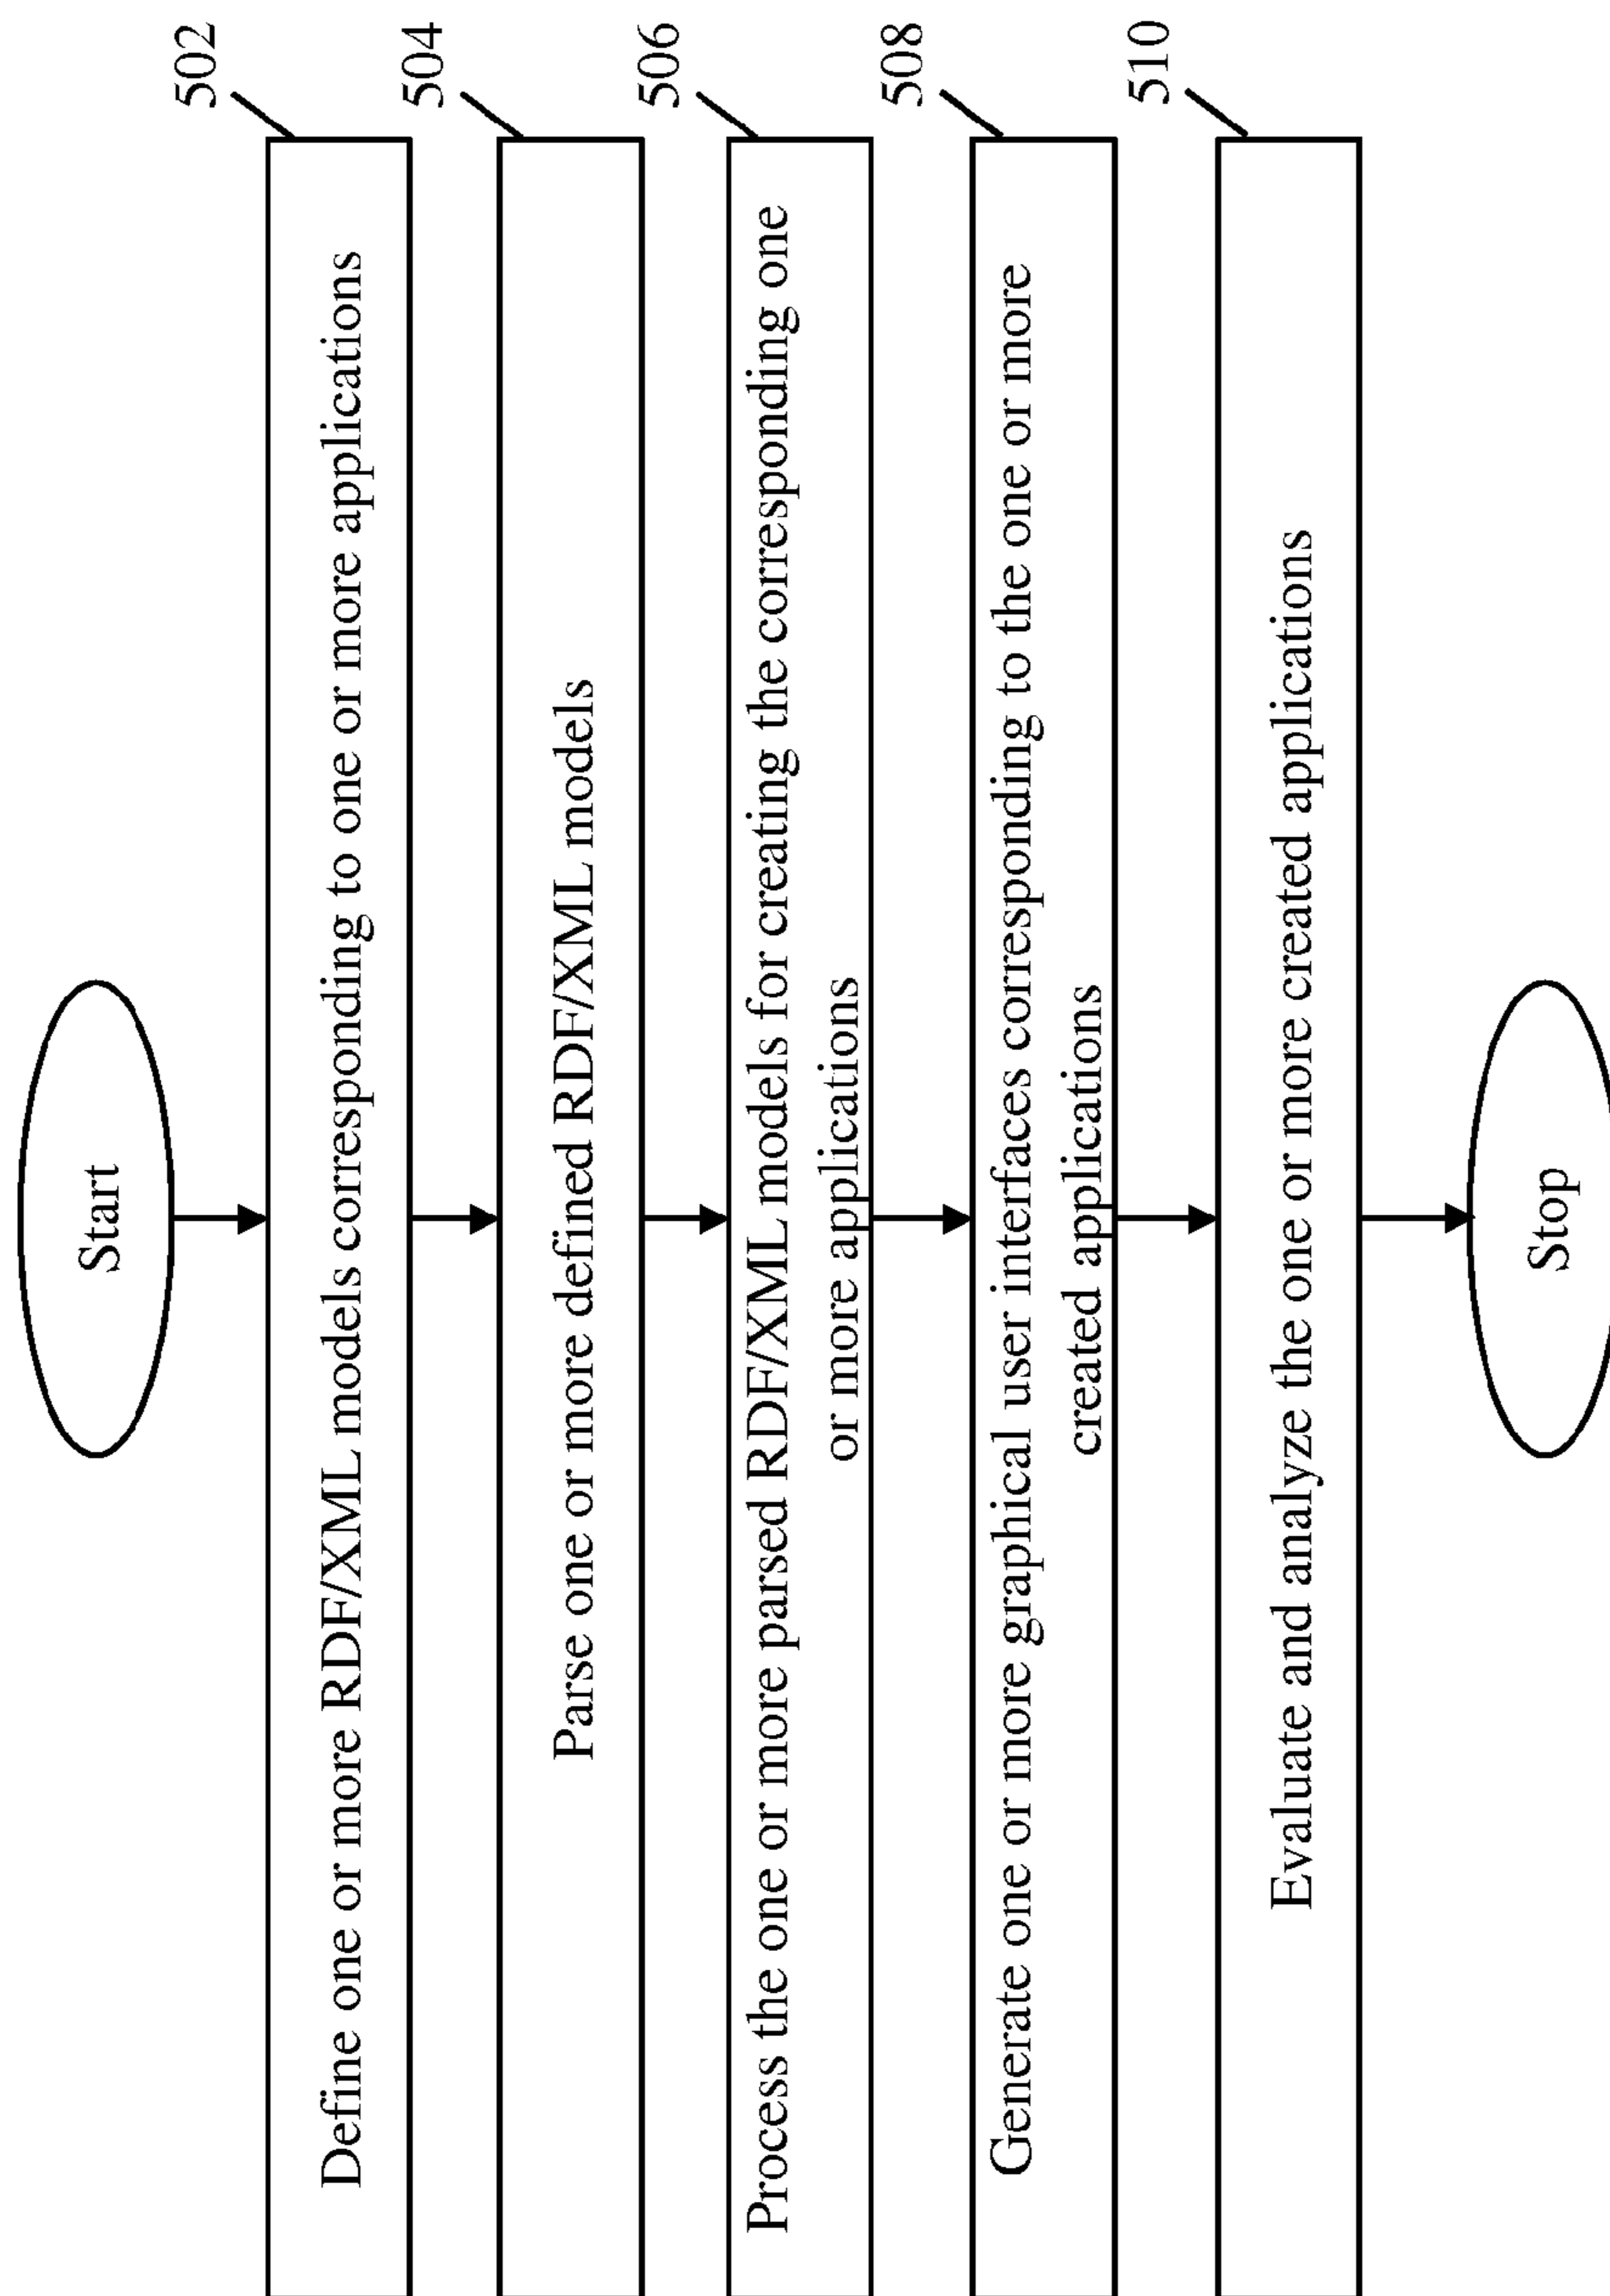 Start
502
Define one or more RDF/XML models corresponding to one or more applications
504
Parse one or more defined RDF/XML models
506
Process the one or more parsed RDF/XML models for creating the corresponding one
or more applications
508
Generate one or more graphical user interfaces corresponding to the one or more
created applications
510
Evaluate and analyze the one or more created applications
Stop